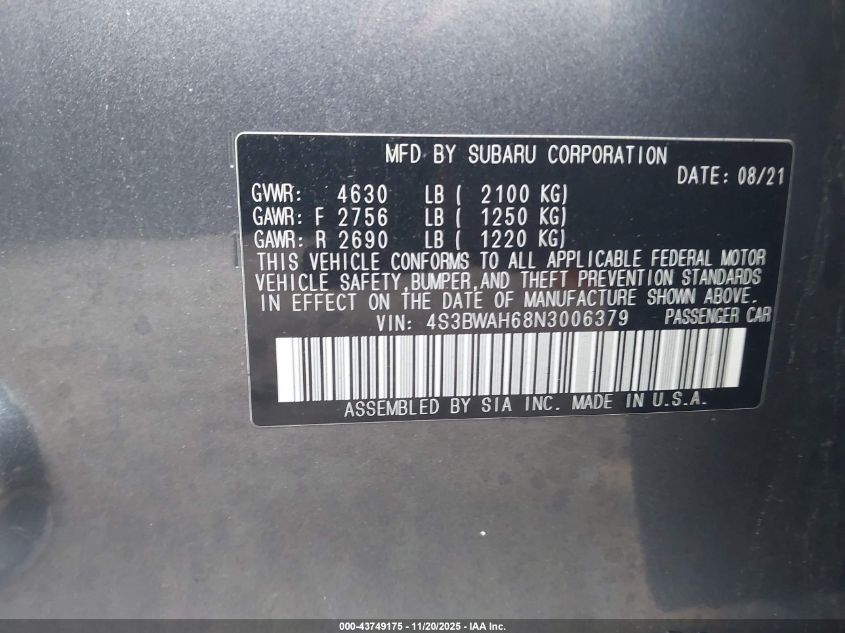 MFD BY SUBARU CORPORATION
DATE: 08/21
GVWR: 4630 LB ( 2100 KG)
GAWR: F 2756 LB ( 1250 KG)
GAWR: R 2690 LB ( 1220 KG)
THIS VEHICLE CONFORMS TO ALL APPLICABLE FEDERAL MOTOR
VEHICLE SAFETY,BUMPER,AND THEFT PREVENTION STANDARDS
IN EFFECT ON THE DATE OF MANUFACTURE SHOWN ABOVE.
VIN: 4S3BWAH68N3006379 PASSENGER CAR
ASSEMBLED BY SIA INC. MADE IN U.S.A.
000-43749175 - 11/20/2025 - IAA Inc.